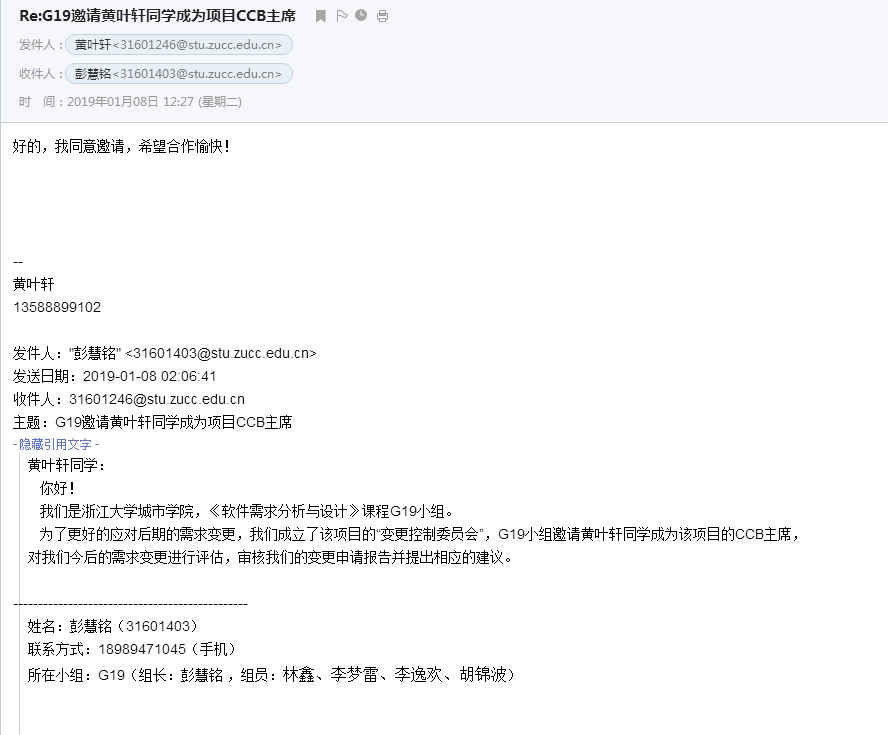 Re:G19邀请黄叶轩同学成为项目CCB主席
发件人：黄叶轩<31601246@stu.zucc.edu.cn>
收件人：彭慧铭<31601403@stu.zucc.edu.cn>
时 间：2019年01月08日 12:27 (星期二)
好的，我同意邀请，希望合作愉快！
--
黄叶轩
13588899102
发件人："彭慧铭" <31601403@stu.zucc.edu.cn>
发送日期：2019-01-08 02:06:41
收件人：31601246@stu.zucc.edu.cn
主题：G19邀请黄叶轩同学成为项目CCB主席
- 隐藏引用文字 -
黄叶轩同学：
你好！
我们是浙江大学城市学院，《软件需求分析与设计》课程G19小组。
为了更好的应对后期的需求变更，我们成立了该项目的“变更控制委员会”，G19小组邀请黄叶轩同学成为该项目的CCB主席，
对我们今后的需求变更进行评估，审核我们的变更申请报告并提出相应的建议。
-----------------------------------------------
姓名：彭慧铭（31601403）
联系方式：18989471045（手机）
所在小组：G19（组长：彭慧铭 ，组员：林鑫、李梦雷、李逸欢、胡锦波）